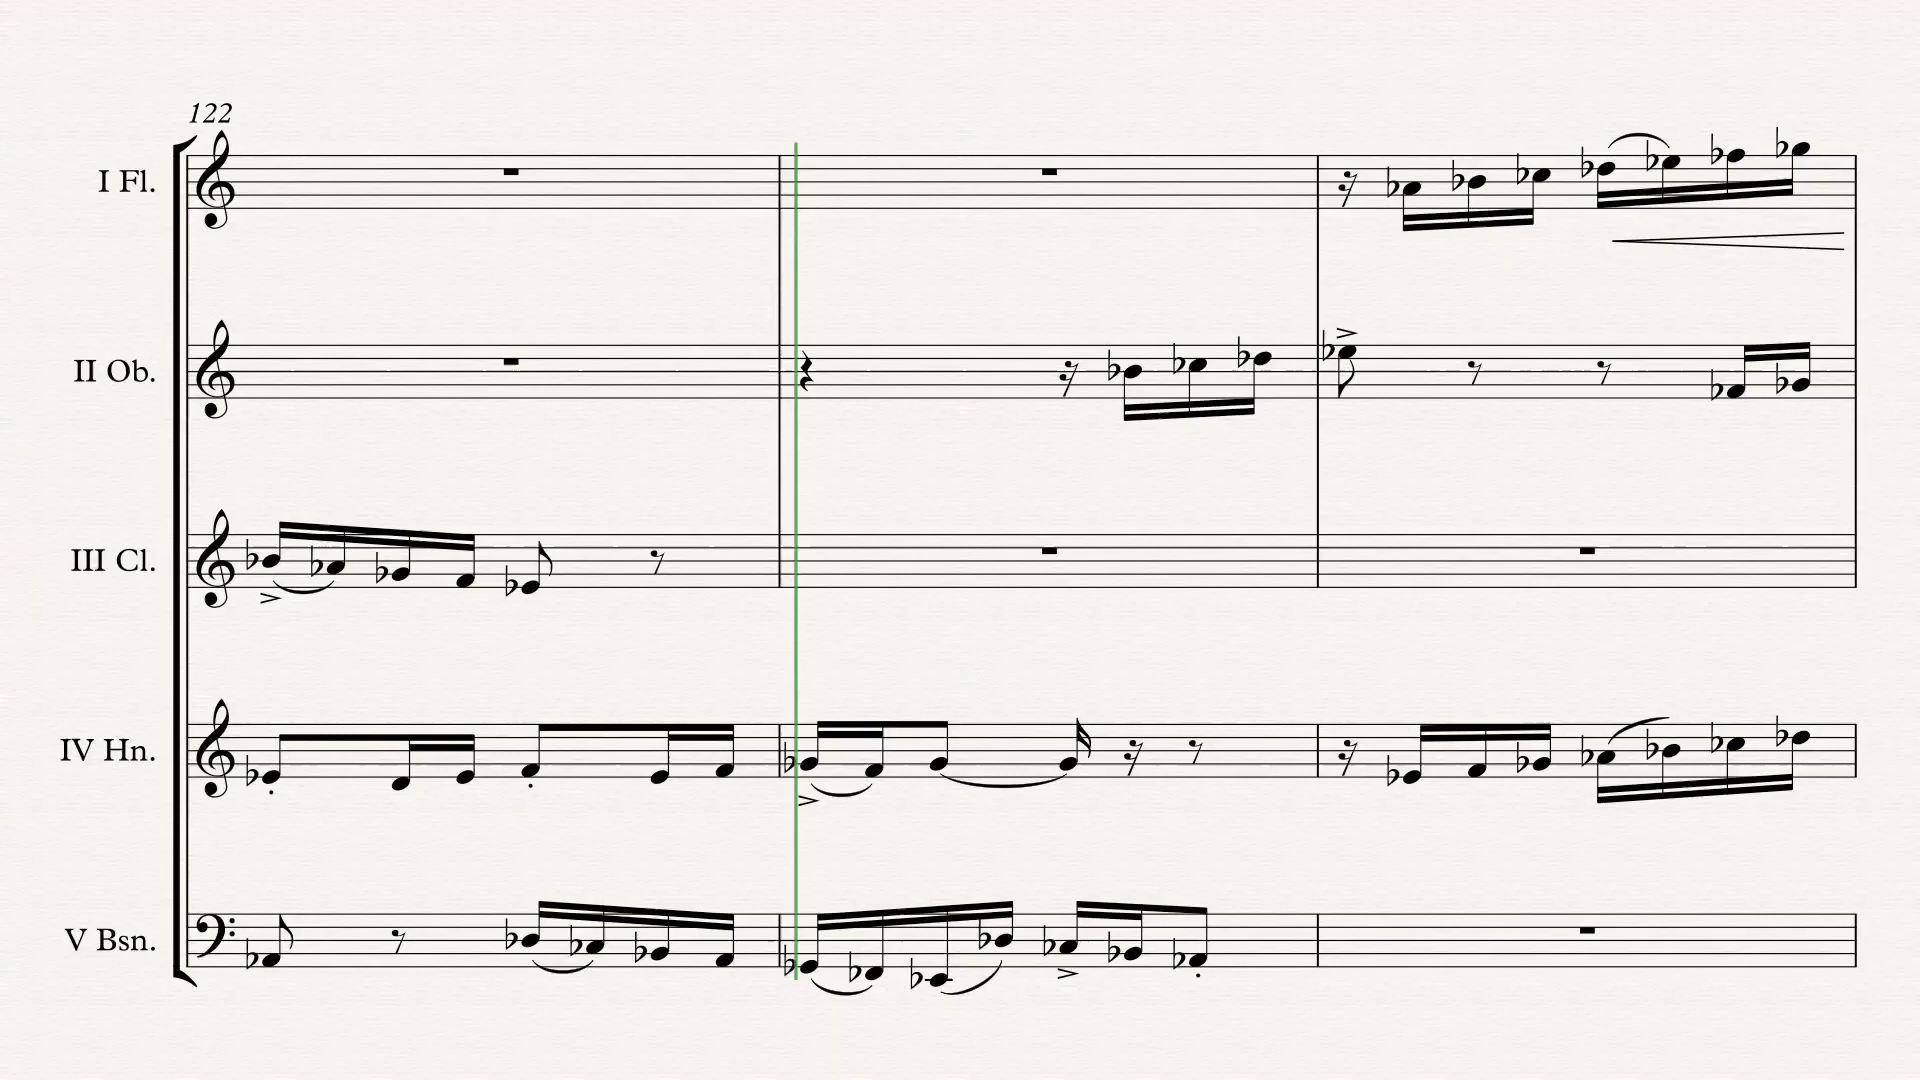 122
I Fl.
II Ob.
III Cl.
IV Hn.
V Bsn.